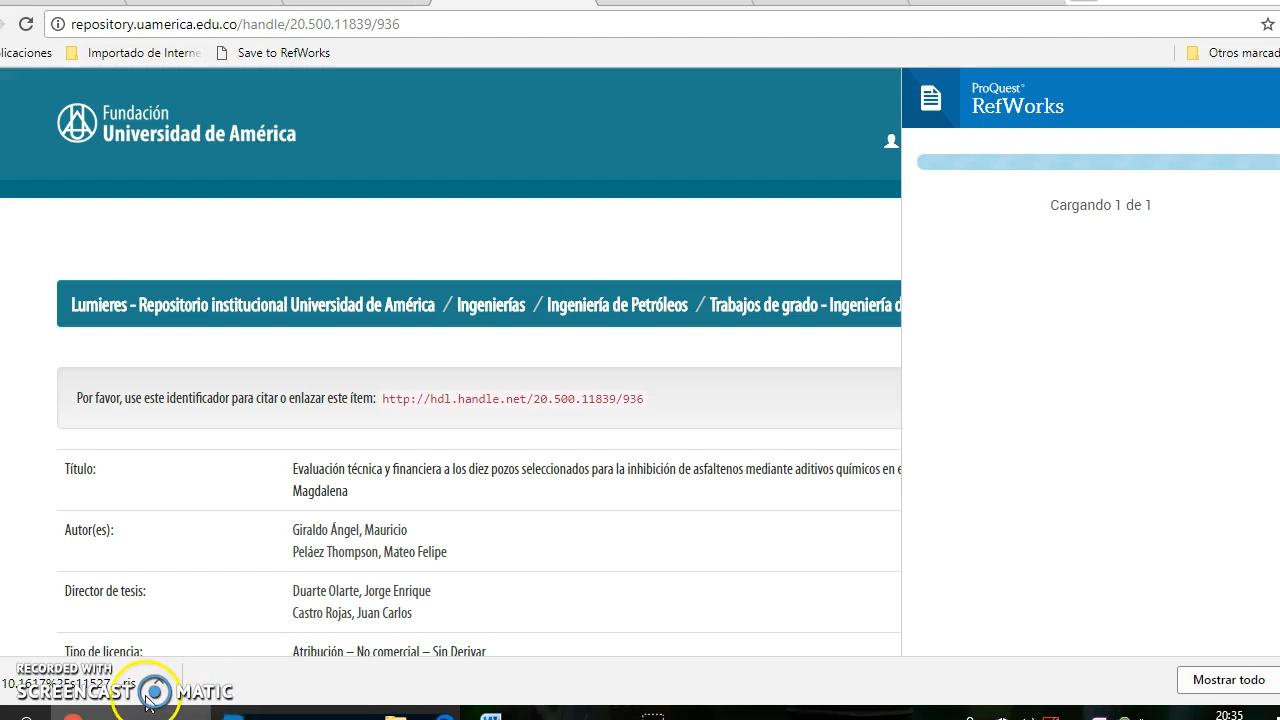 repository.uamerica.edu.co/handle/20.500.11839/936
licaciones Importado de Interne Save to RefWorks Otros marcad
Fundación
Universidad de América
ProQuest®
RefWorks
Cargando 1 de 1
Lumieres - Repositorio institucional Universidad de América / Ingenierías / Ingeniería de Petróleos / Trabajos de grado - Ingeniería d
Por favor, use este identificador para citar o enlazar este ítem: http://hdl.handle.net/20.500.11839/936
Título: Evaluación técnica y financiera a los diez pozos seleccionados para la inhibición de asfaltenos mediante aditivos químicos en e
Magdalena
Autor(es): Giraldo Ángel, Mauricio
Peláez Thompson, Mateo Felipe
Director de tesis: Duarte Olarte, Jorge Enrique
Castro Rojas, Juan Carlos
Tipo de licencia: Atribución – No comercial – Sin Derivar
RECORDED WITH
SCREENCAST MATIC
Mostrar todo
20:35